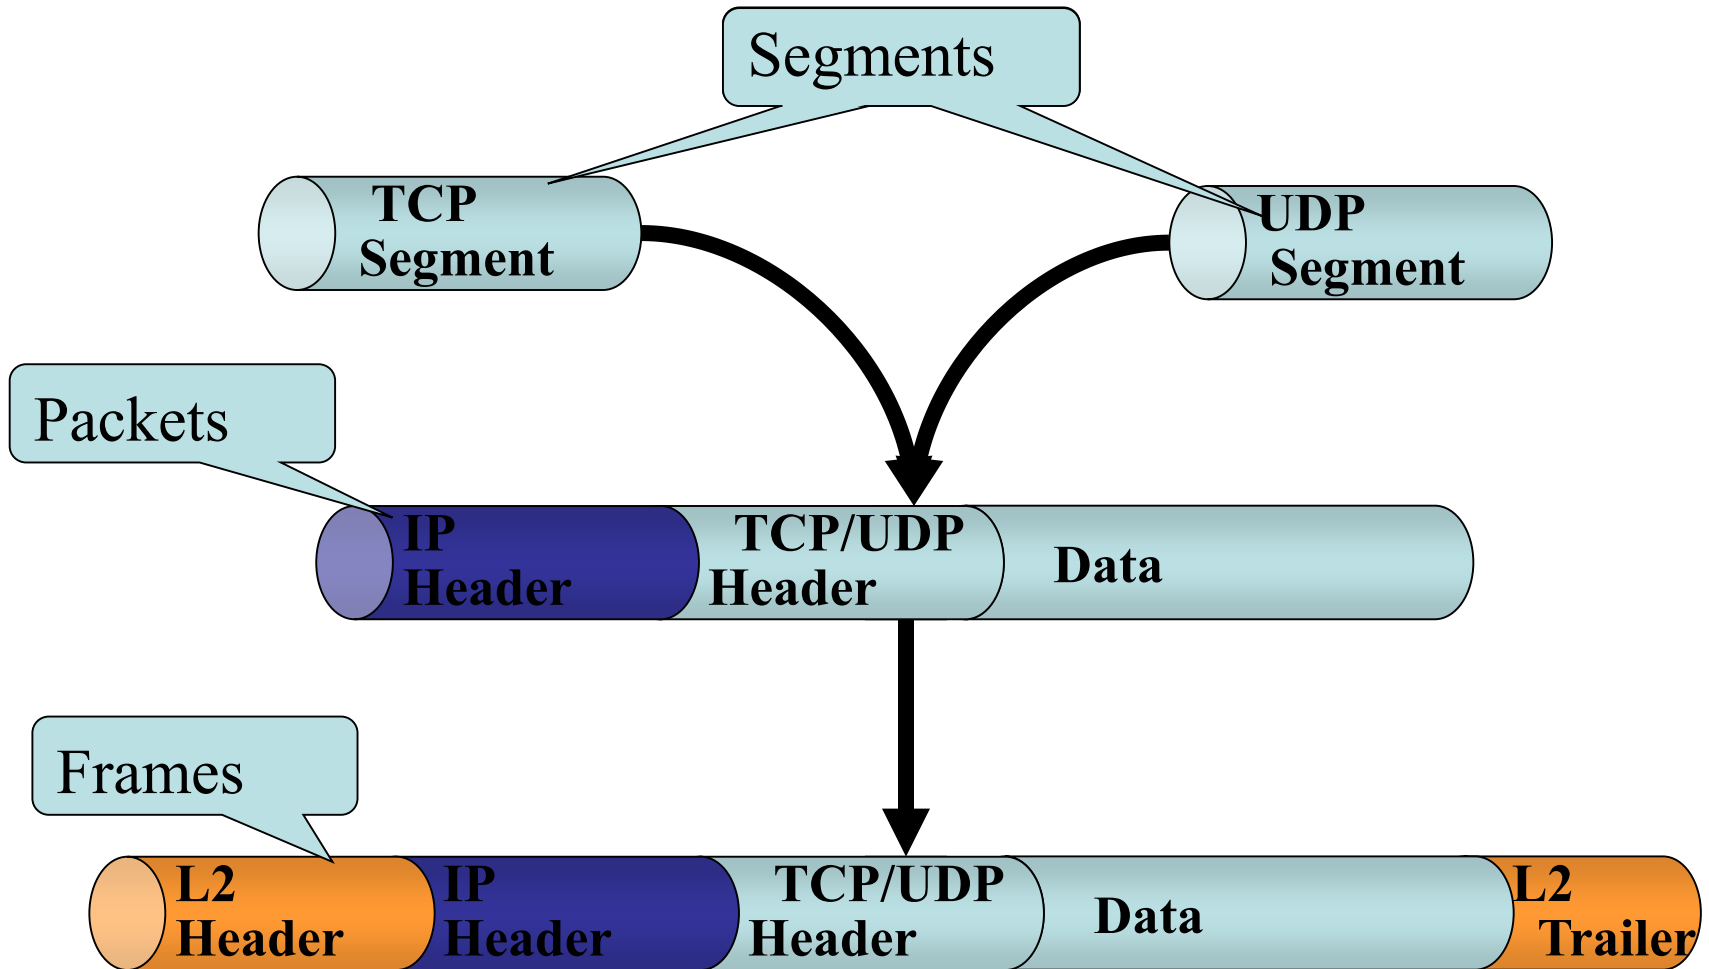 Segments
TCP
Segment
UDP
Segment
Packets
IP
Header
TCP/UDP
Header
Data
Frames
L2
Header
IP
Header
TCP/UDP
Header
Data
L2
Trailer